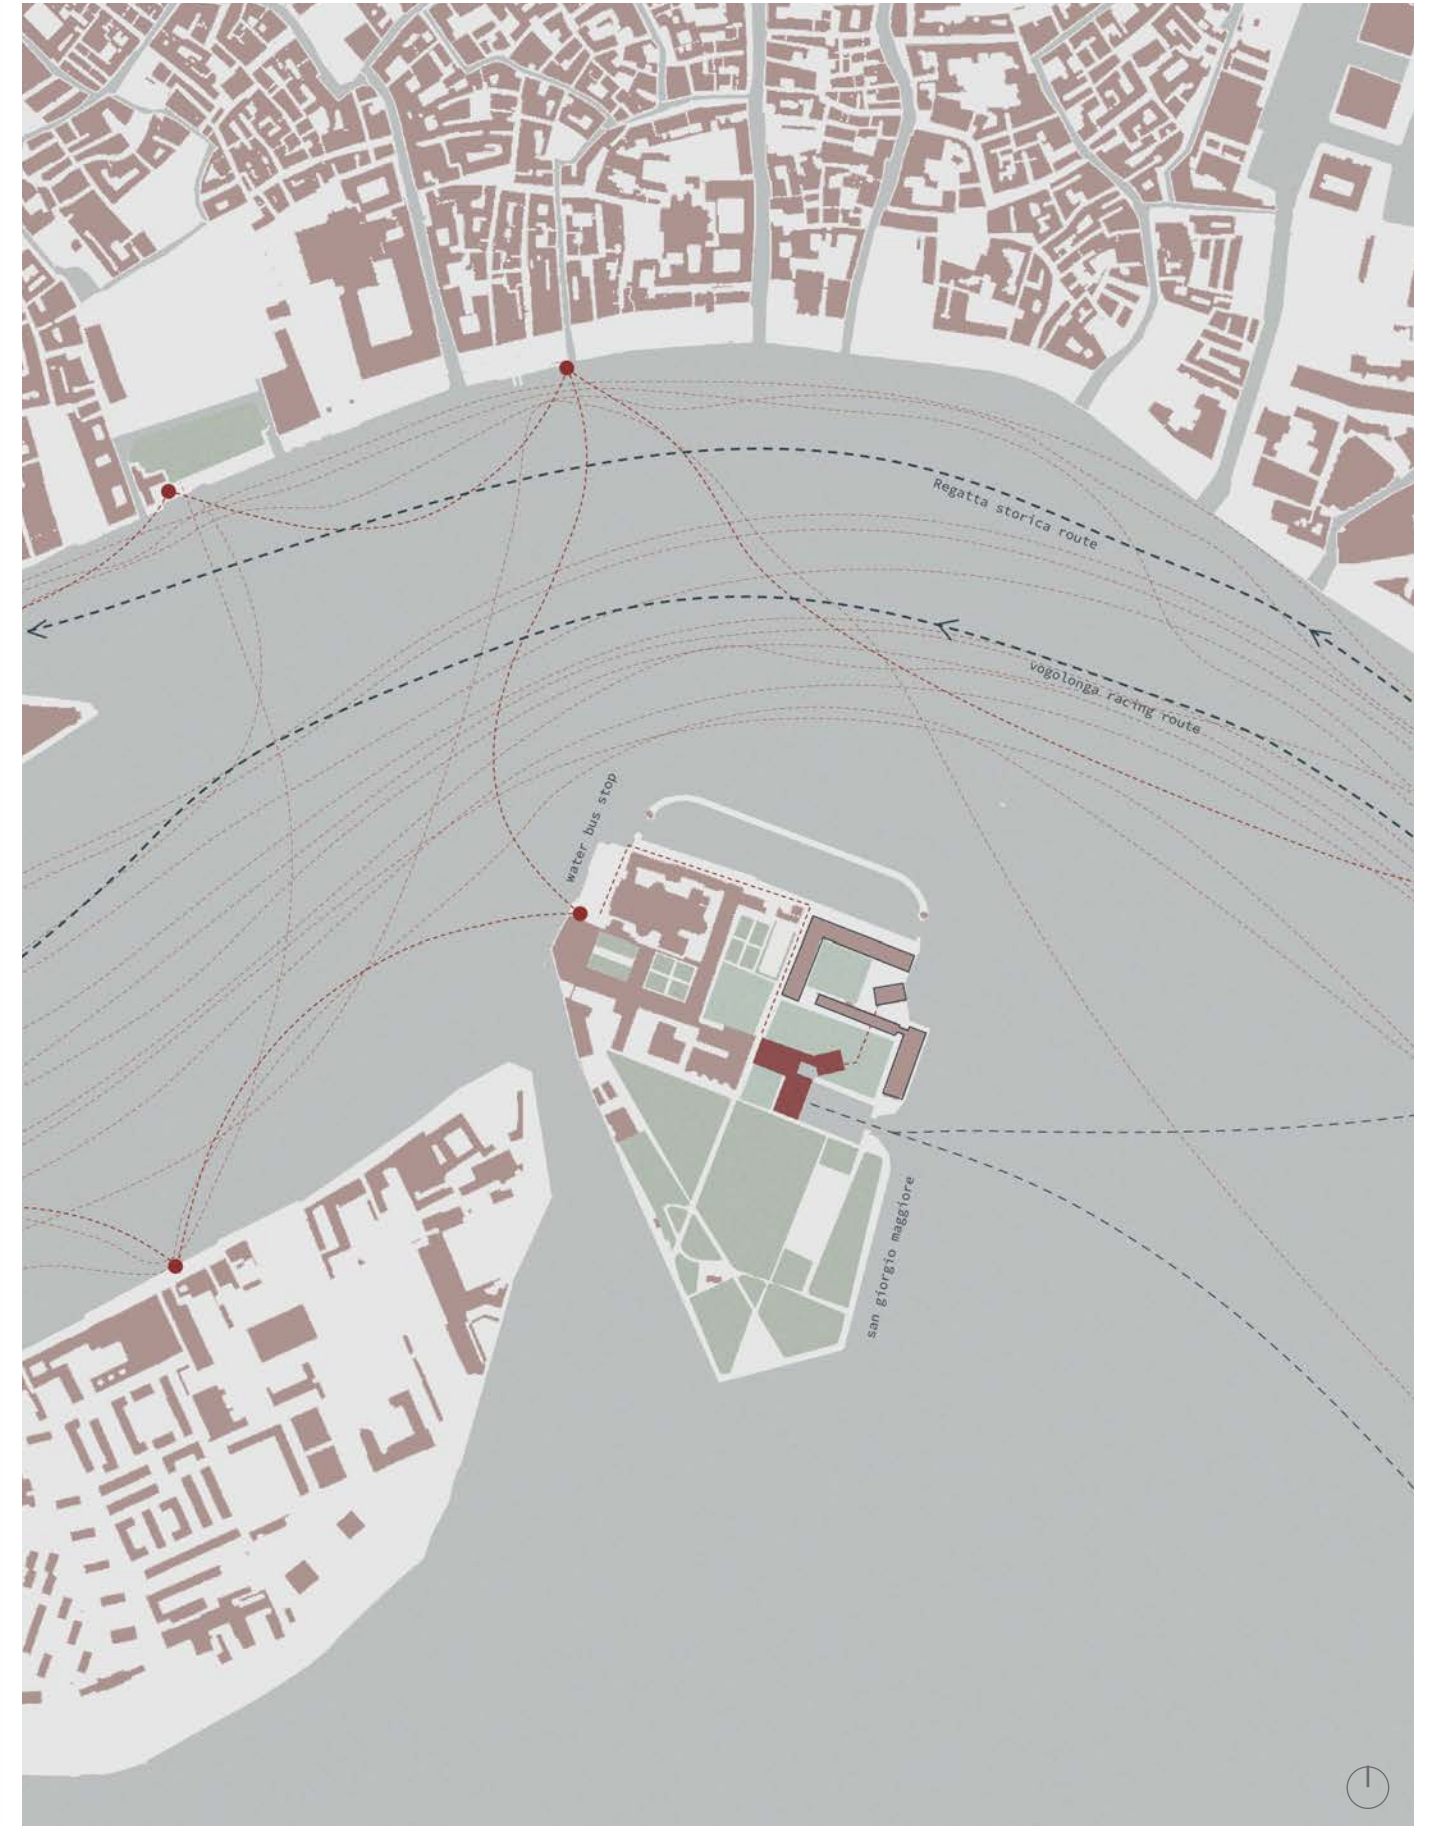 Regatta storica route
vogolonga racing route
water bus stop
san giorgio maggiore